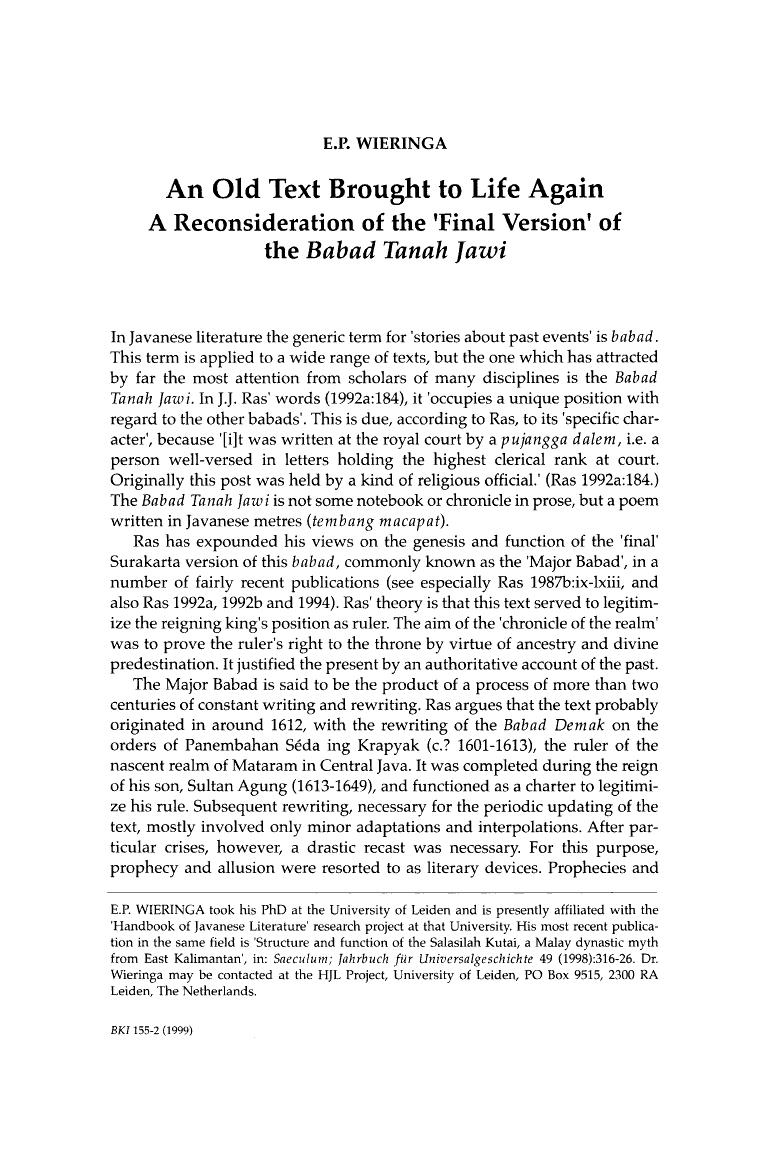 E.P. WIERINGA
An Old Text Brought to Life Again
A Reconsideration of the 'Final Version' of
the Babad Tanah Jawi
In Javanese literature the generic term for 'stories about past events' is babad.
This term is applied to a wide range of texts, but the one which has attracted
by far the most attention from scholars of many disciplines is the Babad
Tanah Jawi. In J.J. Ras' words (1992a:184), it 'occupies a unique position with
regard to the other babads'. This is due, according to Ras, to its 'specific char-
acter', because '[i]t was written at the royal court by a pujangga dalem, i.e. a
person well-versed in letters holding the highest clerical rank at court.
Originally this post was held by a kind of religious official.' (Ras 1992a:184.)
The Babad Tanah Jawi is not some notebook or chronicle in prose, but a poem
written in Javanese metres (tembang macapat).
Ras has expounded his views on the genesis and function of the 'final'
Surakarta version of this babad, commonly known as the 'Major Babad', in a
number of fairly recent publications (see especially Ras 1987b:ix-lxiii, and
also Ras 1992a, 1992b and 1994). Ras' theory is that this text served to legitim-
ize the reigning king's position as ruler. The aim of the 'chronicle of the realm'
was to prove the ruler's right to the throne by virtue of ancestry and divine
predestination. It justified the present by an authoritative account of the past.
The Major Babad is said to be the product of a process of more than two
centuries of constant writing and rewriting. Ras argues that the text probably
originated in around 1612, with the rewriting of the Babad Demak on the
orders of Panembahan Séda ing Krapyak (c.? 1601-1613), the ruler of the
nascent realm of Mataram in Central Java. It was completed during the reign
of his son, Sultan Agung (1613-1649), and functioned as a charter to legitimi-
ze his rule. Subsequent rewriting, necessary for the periodic updating of the
text, mostly involved only minor adaptations and interpolations. After par-
ticular crises, however, a drastic recast was necessary. For this purpose,
prophecy and allusion were resorted to as literary devices. Prophecies and
E.P. WIERINGA took his PhD at the University of Leiden and is presently affiliated with the
'Handbook of Javanese Literature' research project at that University. His most recent publica-
tion in the same field is 'Structure and function of the Salasilah Kutai, a Malay dynastic myth
from East Kalimantan', in: Saeculum; Jahrbuch für Universalgeschichte 49 (1998):316-26. Dr.
Wieringa may be contacted at the HJL Project, University of Leiden, PO Box 9515, 2300 RA
Leiden, The Netherlands.
BKI 155-2 (1999)